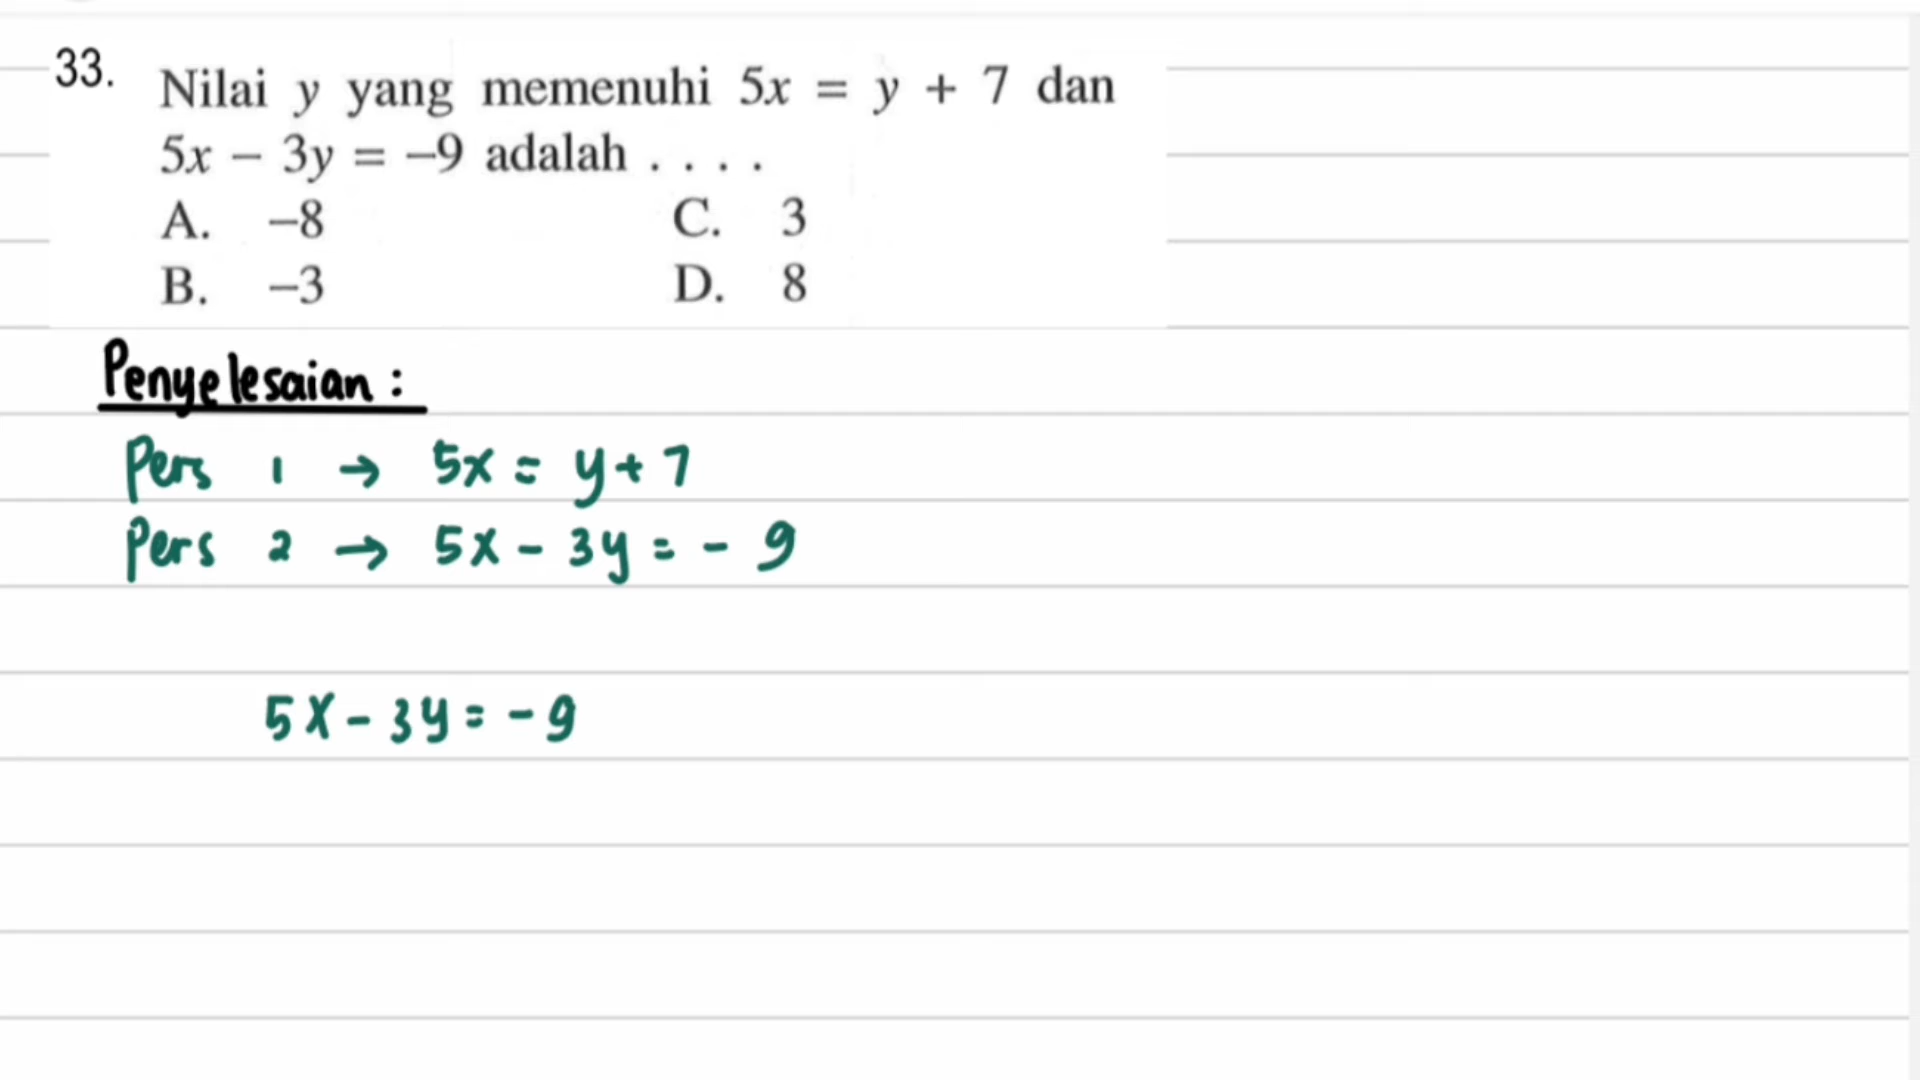 33. Nilai y yang memenuhi 5x = y + 7 dan
5x − 3y = −9 adalah . . . .
A. −8 C. 3
B. −3 D. 8
Penyelesaian :
Pers 1 → 5x = y + 7
Pers 2 → 5x - 3y = - 9
5x - 3y = - 9